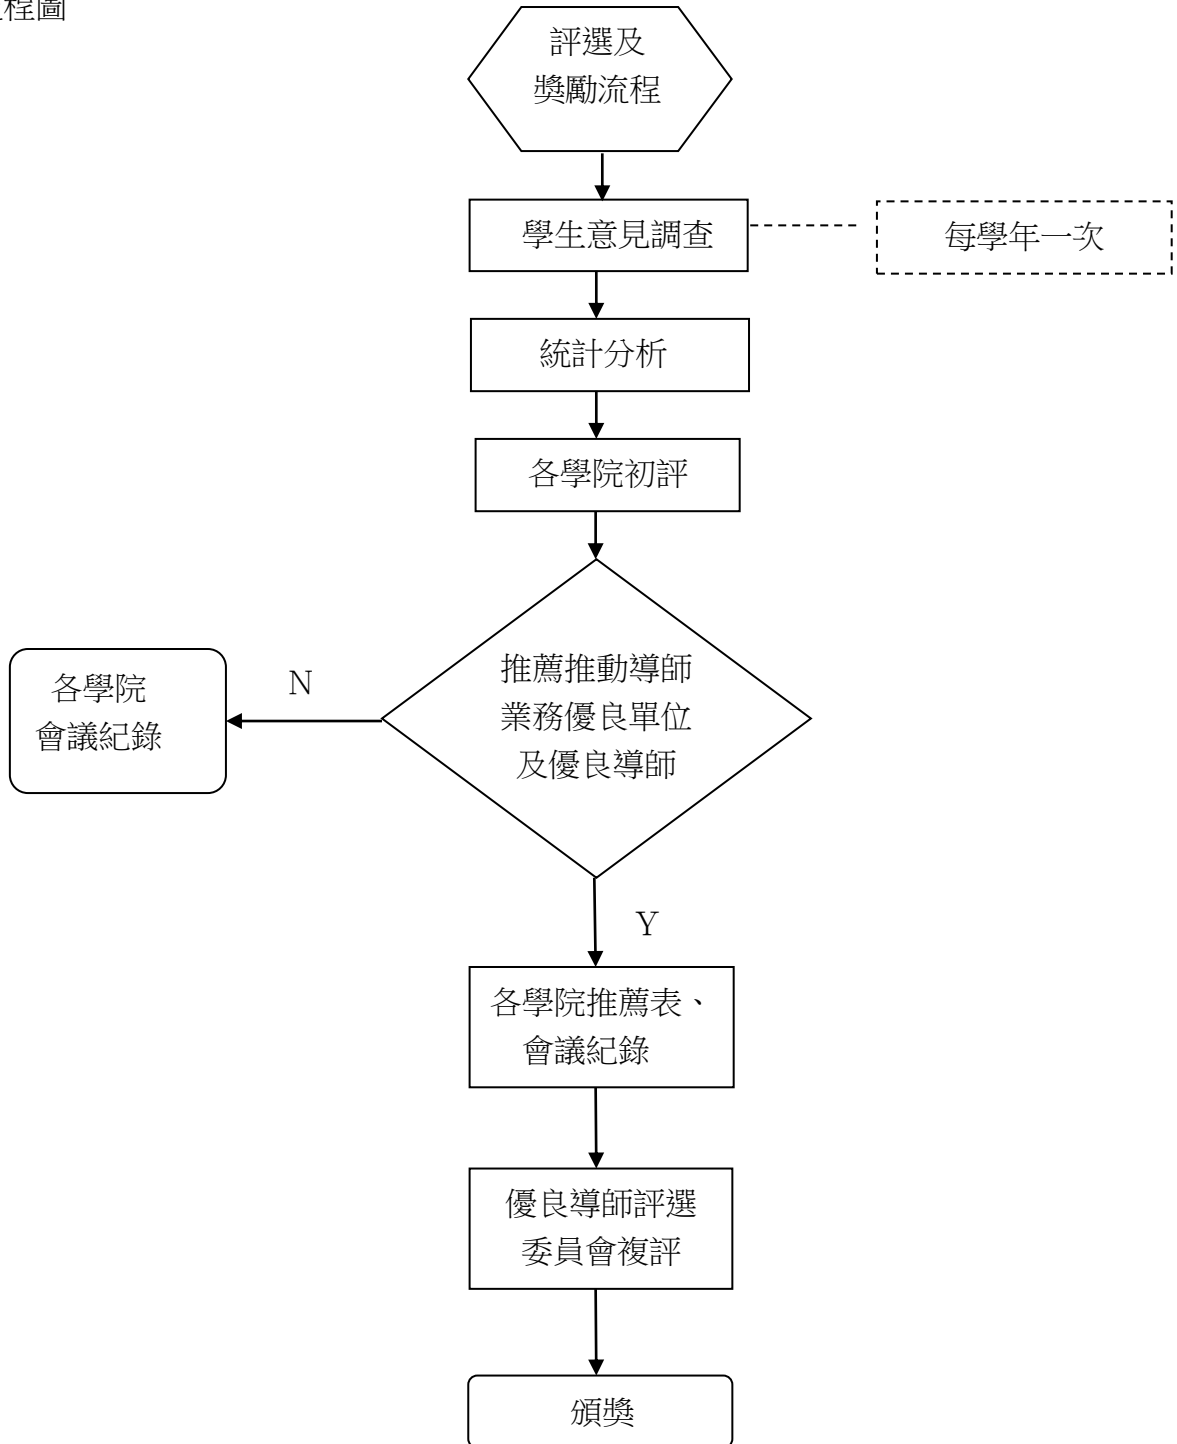 程圖
評選及
獎勵流程
學生意見調查
每學年一次
統計分析
各學院初評
推薦推動導師
業務優良單位
及優良導師
N
各學院
會議紀錄
Y
各學院推薦表、
會議紀錄
優良導師評選
委員會複評
頒獎